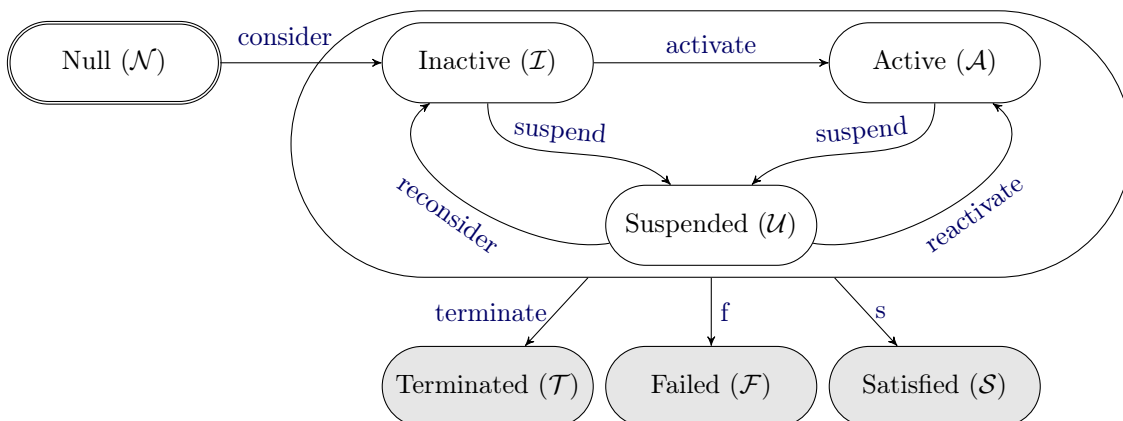 consider
Null (𝒩)
Inactive (ℐ)
activate
Active (𝒜)
suspend
suspend
reconsider
Suspended (𝒰)
reactivate
terminate
f
s
Terminated (𝒯)
Failed (ℱ)
Satisfied (𝒮)